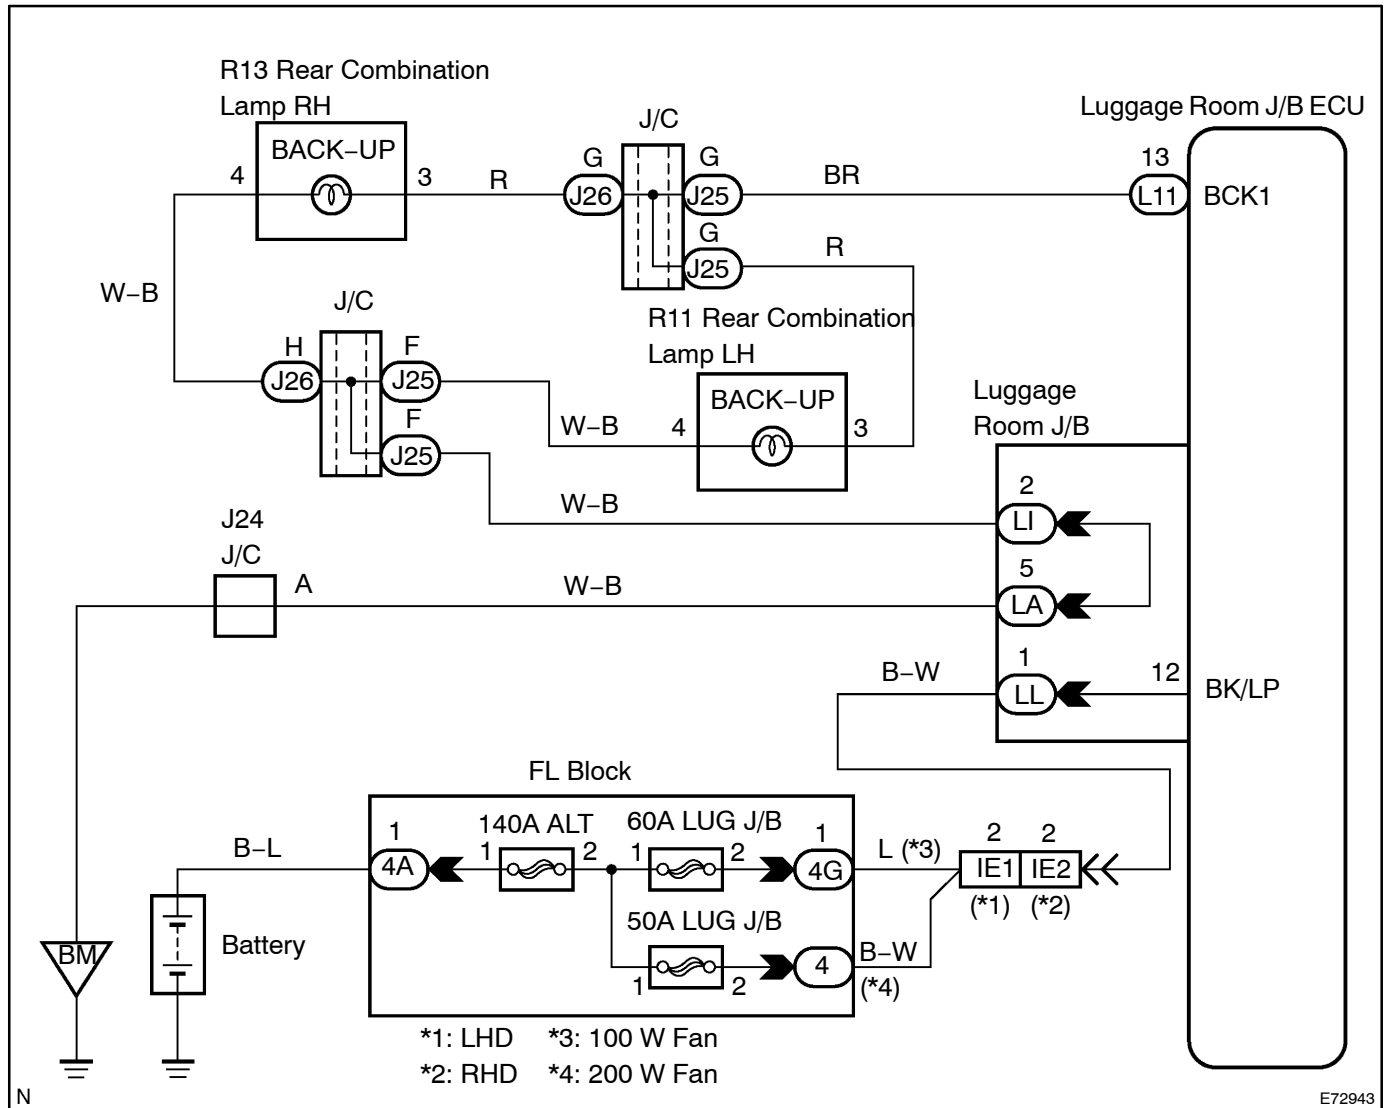 R13 Rear Combination
Lamp RH
BACK−UP
4
3
R
G
J26
J/C
G
J25
G
J25
BR
R
Luggage Room J/B ECU
13
L11
BCK1
W−B
J/C
H
J26
F
J25
F
J25
R11 Rear Combination
Lamp LH
BACK−UP
W−B
4
3
Luggage
Room J/B
W−B
2
LI
J24
J/C
A
W−B
5
LA
B−W
1
LL
12
BK/LP
FL Block
B−L
1
4A
140A ALT
1
2
60A LUG J/B
1
2
1
4G
L (*3)
2
2
IE1
IE2
(*1)
(*2)
50A LUG J/B
1
2
4
B−W
(*4)
BM
Battery
*1: LHD *3: 100 W Fan
*2: RHD *4: 200 W Fan
N
E72943